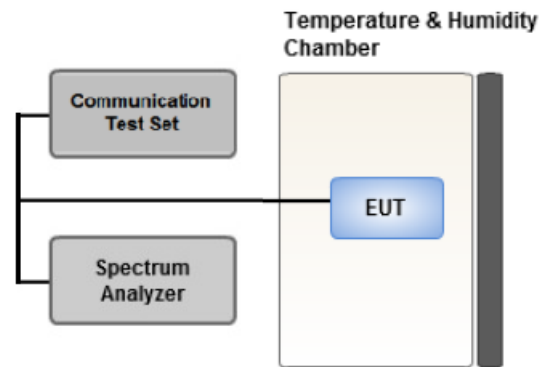 Temperature & Humidity
Chamber
Communication
Test Set
EUT
Spectrum
Analyzer